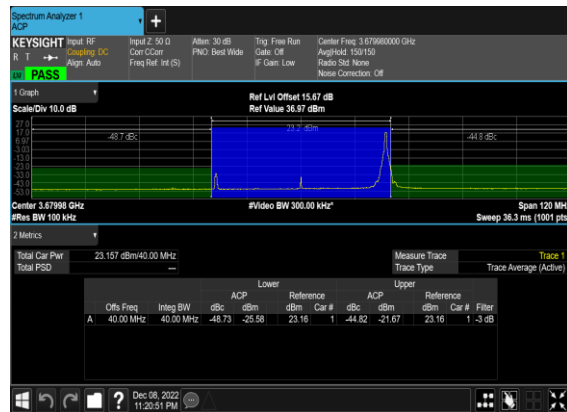 Spectrum Analyzer 1
ACP
+
KEYSIGHT
R T
LXI PASS
Input: RF
Coupling: DC
Align: Auto
Input Z: 50 Ω
Corr CCorr
Freq Ref: Int (S)
Atten: 30 dB
PNO: Best Wide
Trig: Free Run
Gate: Off
IF Gain: Low
Center Freq: 3.679980000 GHz
Avg|Hold: 150/150
Radio Std: None
Noise Correction: Off
1 Graph
Scale/Div 10.0 dB
Ref Lvl Offset 15.67 dB
Ref Value 36.97 dBm
27.0
17.0
6.97
-3.03
-13.0
-23.0
-33.0
-43.0
-53.0
-48.7 dBc
23.2 dBm
-44.8 dBc
Center 3.67998 GHz
#Res BW 100 kHz
#Video BW 300.00 kHz*
Span 120 MHz
Sweep 36.3 ms (1001 pts
2 Metrics
Total Car Pwr 23.157 dBm/40.00 MHz
Total PSD ---
Measure Trace Trace 1
Trace Type Trace Average (Active)
Lower Upper
ACP Reference ACP Reference
Offs Freq Integ BW dBc dBm dBm Car # dBc dBm dBm Car # Filter
A 40.00 MHz 40.00 MHz -48.73 -25.58 23.16 1 -44.82 -21.67 23.16 1 -3 dB
?
Dec 08, 2022
11:20:51 PM